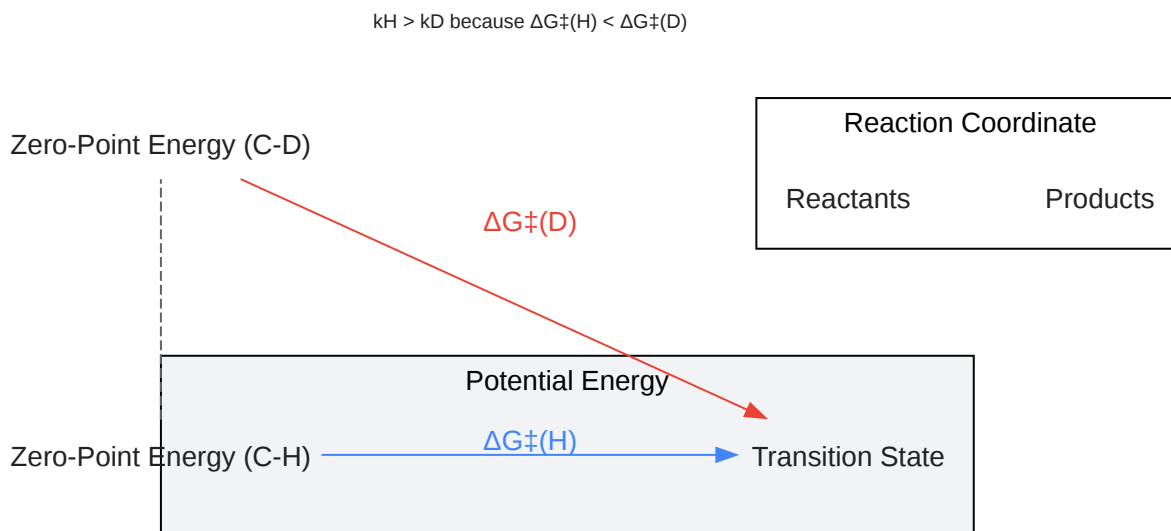 kH > kD because ΔG‡(H) < ΔG‡(D)
Reaction Coordinate
Zero-Point Energy (C-D)
Reactants
Products
ΔG‡(D)
Potential Energy
ΔG‡(H)
Zero-Point Energy (C-H)
Transition State